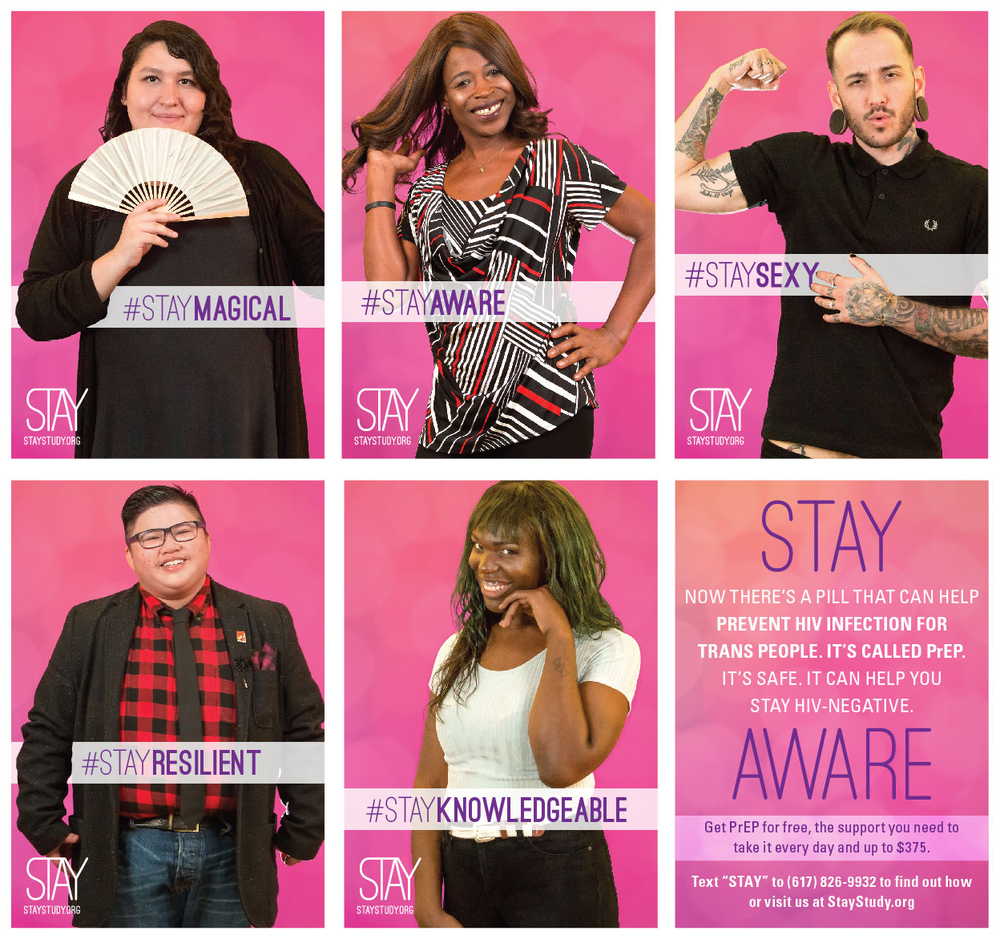 #STAYMAGICAL
STAY
STAYSTUDY.ORG
#STAYAWARE
STAY
STAYSTUDY.ORG
#STAYSEXY
STAY
STAYSTUDY.ORG
#STAYRESILIENT
STAY
STAYSTUDY.ORG
#STAYKNOWLEDGEABLE
STAY
STAYSTUDY.ORG
STAY
NOW THERE'S A PILL THAT CAN HELP
PREVENT HIV INFECTION FOR
TRANS PEOPLE. IT'S CALLED PrEP.
IT'S SAFE. IT CAN HELP YOU
STAY HIV-NEGATIVE.
AWARE
Get PrEP for free, the support you need to
take it every day and up to $375.
Text “STAY” to (617) 826-9932 to find out how
or visit us at StayStudy.org